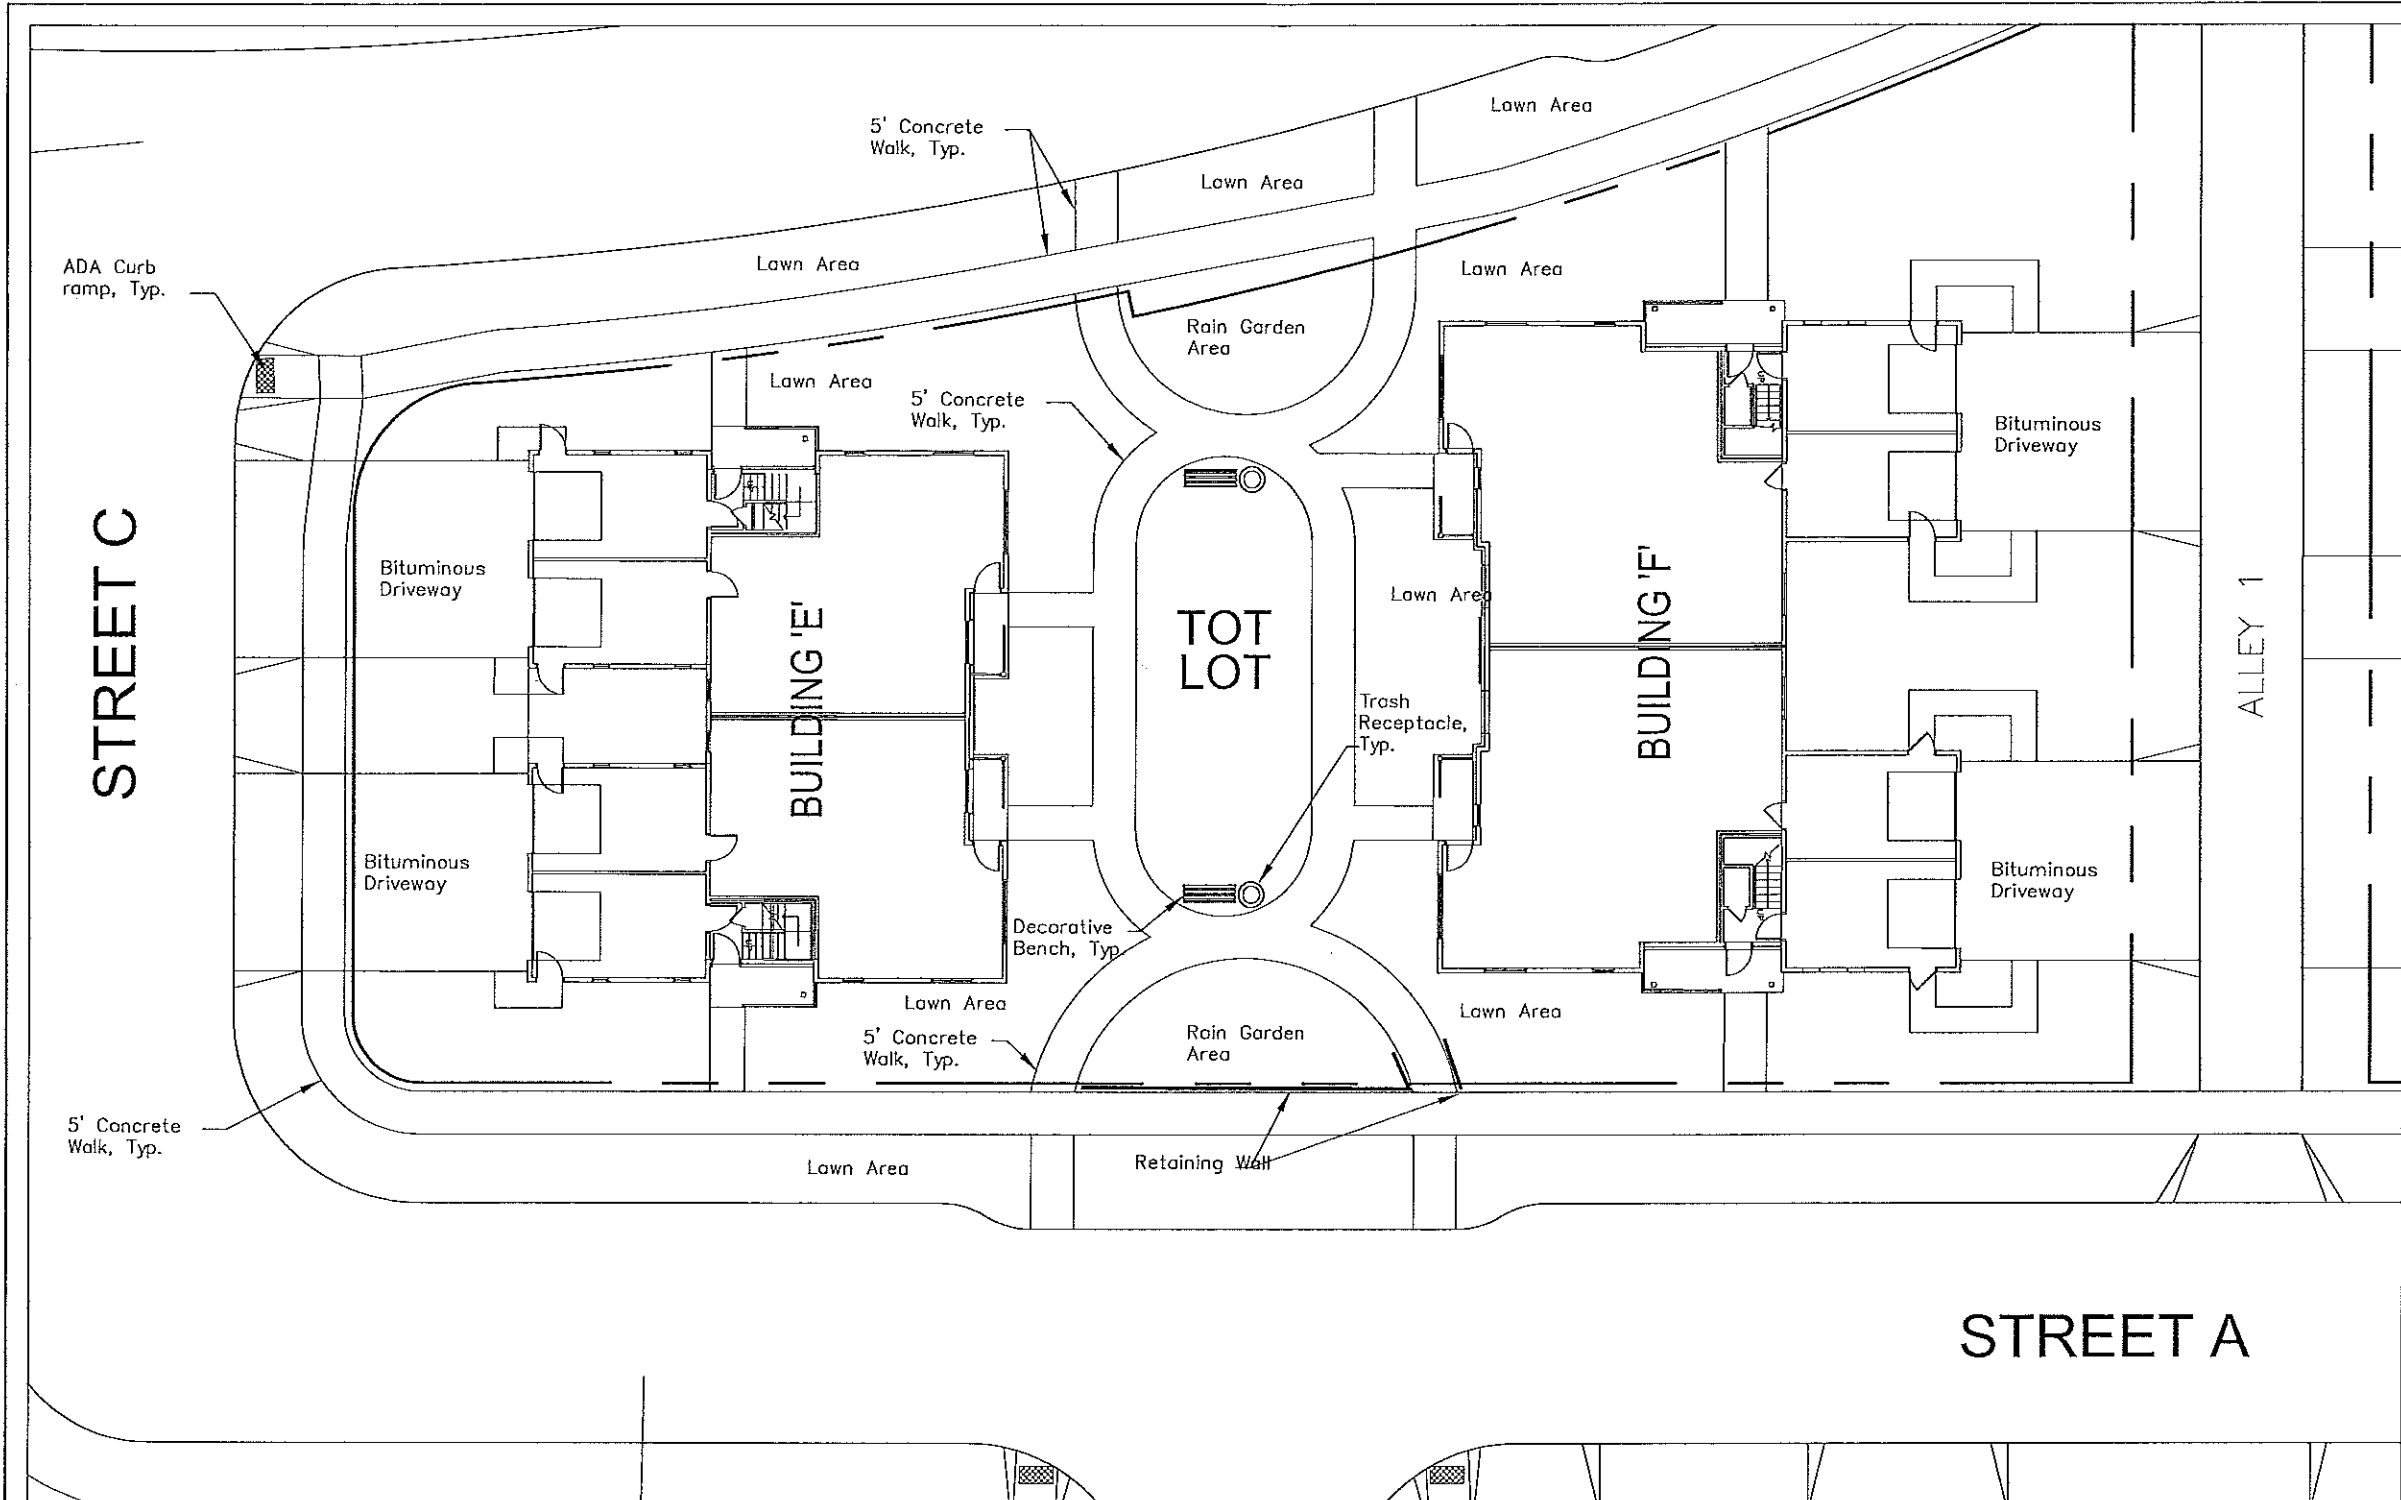 Lawn Area
5' Concrete
Walk, Typ.
Lawn Area
ADA Curb
ramp, Typ.
Lawn Area
Lawn Area
Rain Garden
Area
Lawn Area
5' Concrete
Walk, Typ.
Bituminous
Driveway
UP
STREET C
Bituminous
Driveway
BUILDING 'E'
TOT
LOT
Lawn Area
BUILDING 'F'
ALLEY 1
Trash
Receptacle,
Typ.
Bituminous
Driveway
Bituminous
Driveway
Decorative
Bench, Typ.
UP
Lawn Area
Lawn Area
Rain Garden
Area
5' Concrete
Walk, Typ.
5' Concrete
Walk, Typ.
Lawn Area
Retaining Wall
STREET A